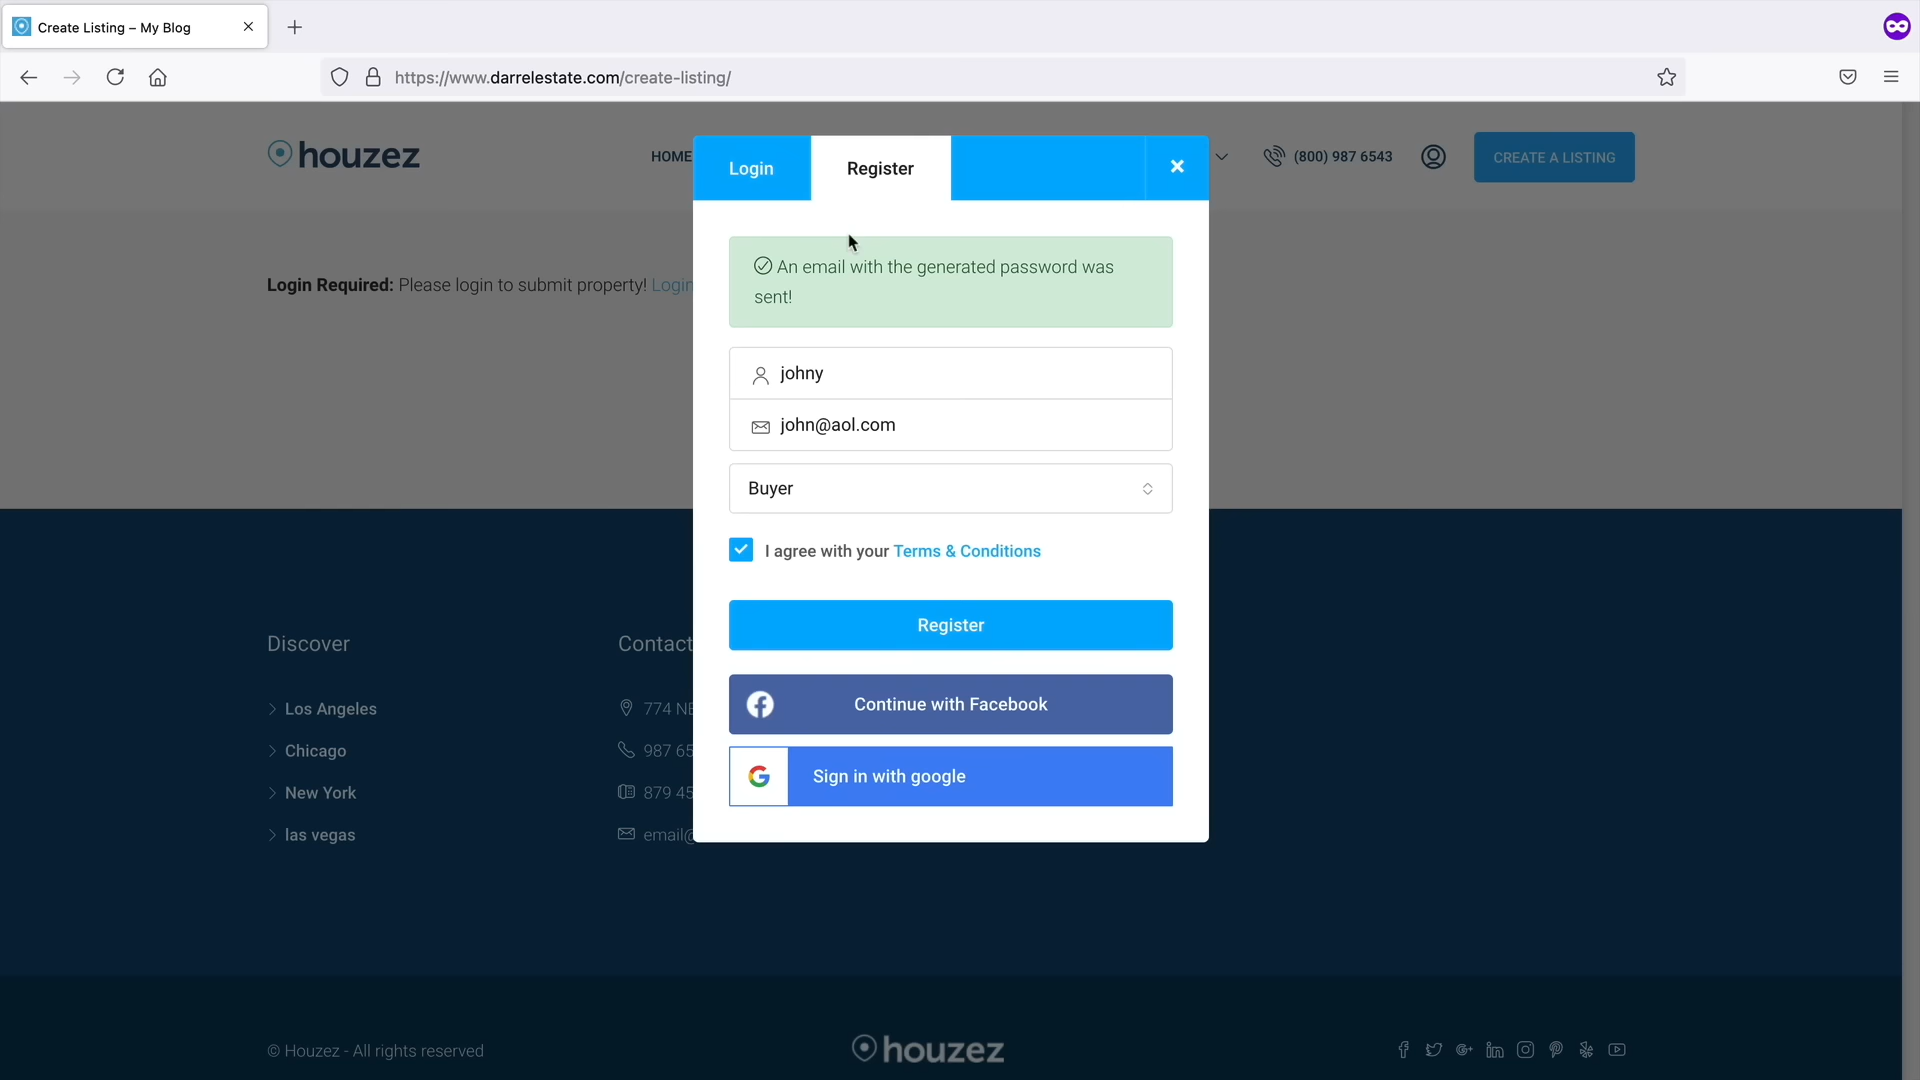 Create Listing – My Blog
https://www.darrelestate.com/create-listing/
houzez
HOME
(800) 987 6543
CREATE A LISTING
Login
Register
Login Required: Please login to submit property! Login
An email with the generated password was
sent!
johny
john@aol.com
Buyer
I agree with your Terms & Conditions
Register
Continue with Facebook
Sign in with google
Discover
Los Angeles
Chicago
New York
las vegas
Contact
774 NE
987 65
879 45
email@
© Houzez - All rights reserved
houzez